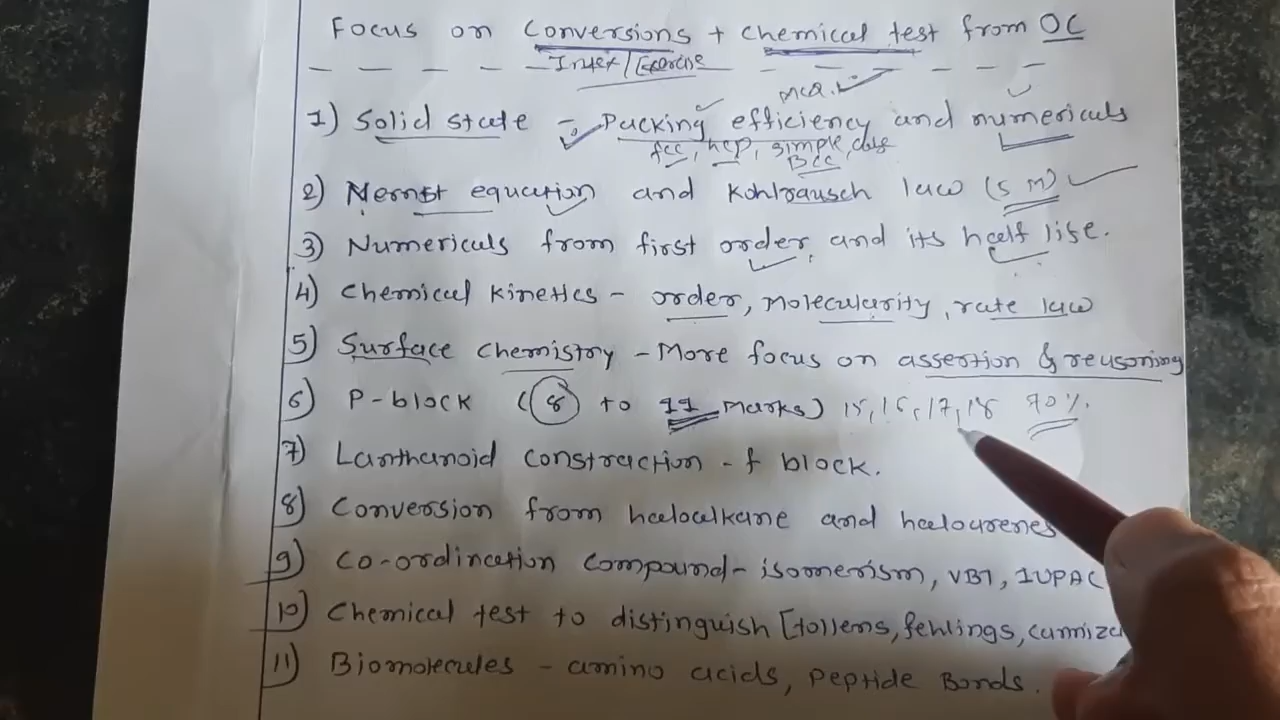 Focus on Conversions + Chemical test from OC
Intex/Exercise
MCQ.
1) Solid state - Packing efficiency and numericals
fcc, hcp, simple,
BCC
2) Nernst equation and Kohlrausch law (5 M)
3) Numericals from first order and its half life.
4) Chemical kinetics - order, Molecularity, rate law
5) Surface Chemistry - More focus on assertion & reasoning
6) P-block (8 to 11 Marks) 15, 16, 17, 18 70%.
7) Lanthanoid constraction - f block.
8) Conversion from haloalkane and haloarenes
9) Co-ordination Compound - isomerism, VBT, IUPAC
10) Chemical test to distinguish [tollens, fehlings, canniza
11) Biomolecules - amino acids, Peptide Bonds.